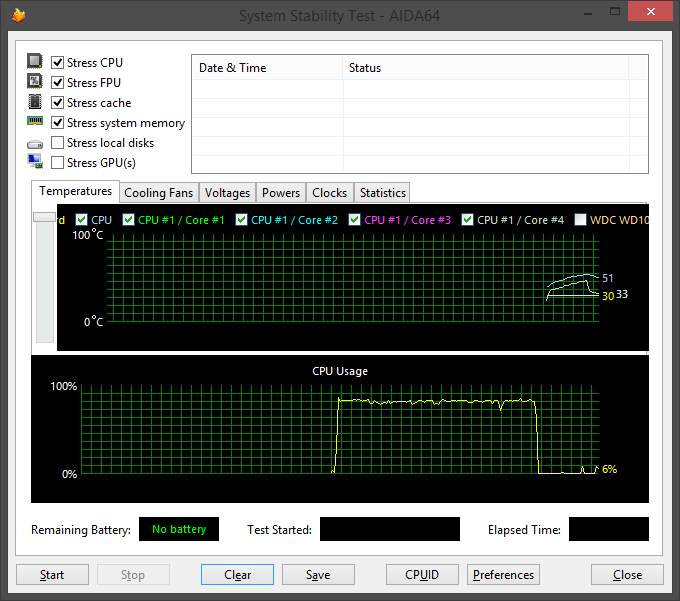 System Stability Test - AIDA64
Stress CPU
Stress FPU
Stress cache
Stress system memory
Stress local disks
Stress GPU(s)
Date & Time Status
Temperatures Cooling Fans Voltages Powers Clocks Statistics
rd CPU CPU #1 / Core #1 CPU #1 / Core #2 CPU #1 / Core #3 CPU #1 / Core #4 WDC WD10
100°C
51
30 33
0°C
CPU Usage
100%
6%
0%
Remaining Battery: No battery Test Started: Elapsed Time:
Start Stop Clear Save CPUID Preferences Close